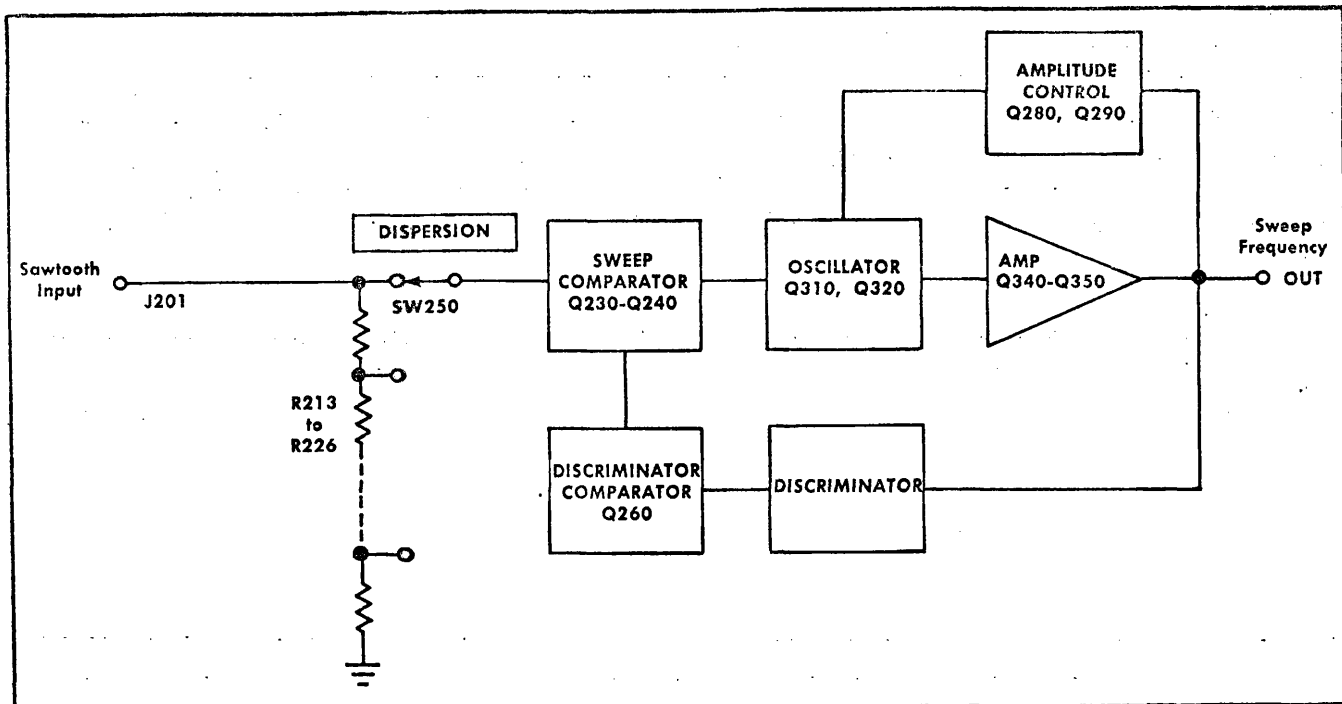 AMPLITUDE
CONTROL
Q280, Q290
DISPERSION
Sawtooth
Input
J201
SW250
SWEEP
COMPARATOR
Q230-Q240
OSCILLATOR
Q310, Q320
AMP
Q340-Q350
Sweep
Frequency
OUT
R213
to
R226
DISCRIMINATOR
COMPARATOR
Q260
DISCRIMINATOR